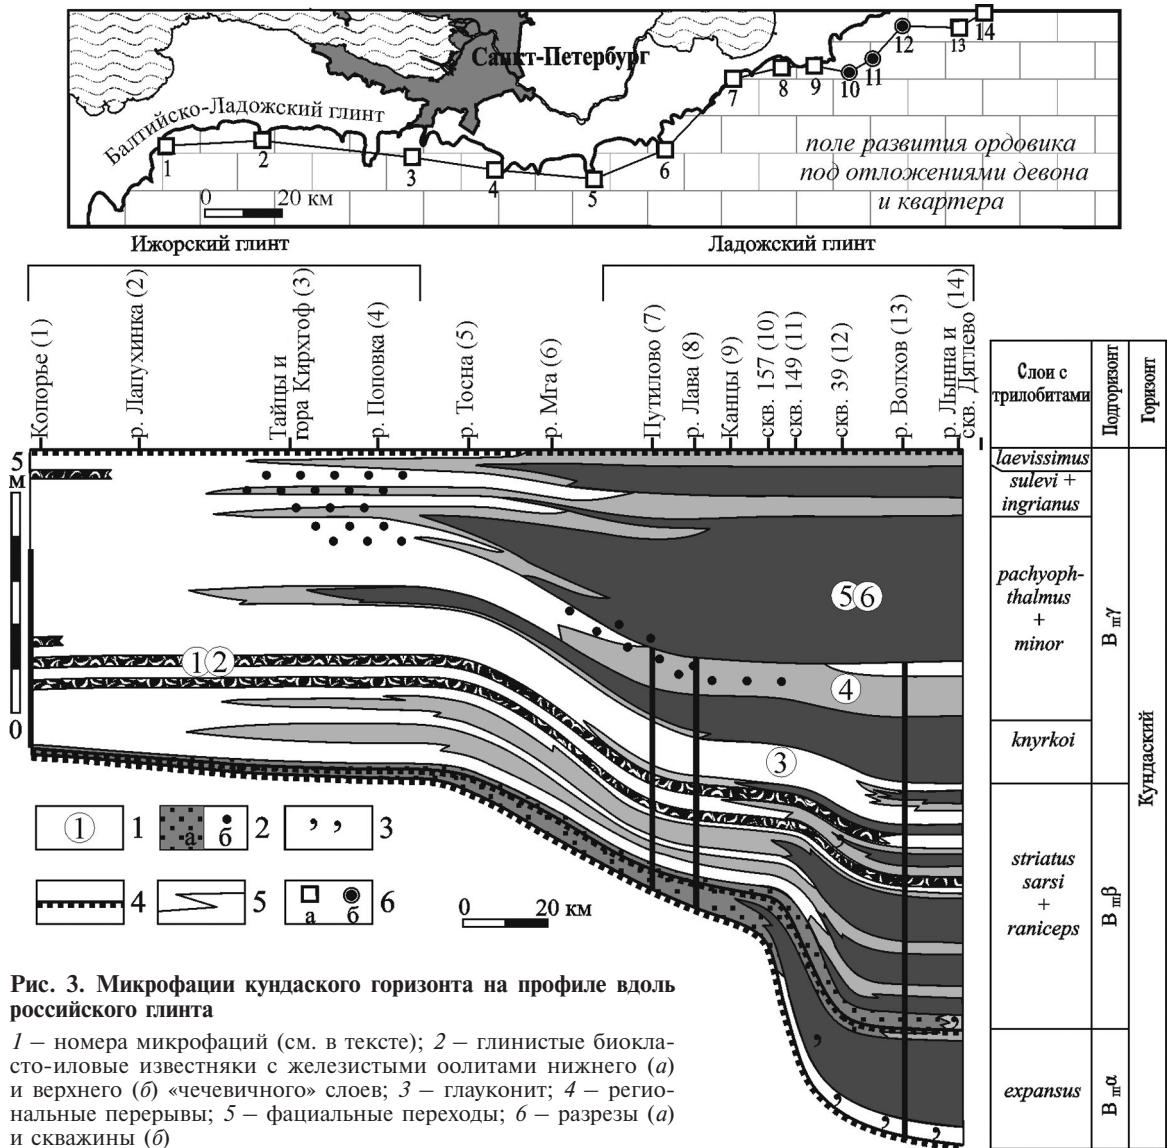 Санкт-Петербург
Балтийско-Ладожский глинт
1
2
3
4
5
6
7
8
9
10
11
12
13
14
поле развития ордовика
под отложениями девона
и квартера
0 20 км
Ижорский глинт
Ладожский глинт
Копорье (1)
р. Лапухинка (2)
Тайцы и
гора Кирхгоф (3)
р. Поповка (4)
р. Тосна (5)
р. Мга (6)
Путилово (7)
р. Лава (8)
Канцы (9)
скв. 157 (10)
скв. 149 (11)
скв. 39 (12)
р. Волхов (13)
р. Лынна и
скв. Дяглево (14)
Слои с
трилобитами
Подгоризонт
Горизонт
5
м
0
1 2
5 6
4
3
laevissimus
sulevi +
ingrianus
pachyoph-
thalmus
+
minor
knyrkoi
striatus
sarsi
+
raniceps
expansus
В III γ
В III β
В III α
Кундаский
1 1
а б 2
3
4
5
а б 6
0 20 км
Рис. 3. Микрофации кундаского горизонта на профиле вдоль
российского глинта
1 – номера микрофаций (см. в тексте); 2 – глинистые биокла-
сто-иловые известняки с железистыми оолитами нижнего (а)
и верхнего (б) «чечевичного» слоев; 3 – глауконит; 4 – регио-
нальные перерывы; 5 – фациальные переходы; 6 – разрезы (а)
и скважины (б)